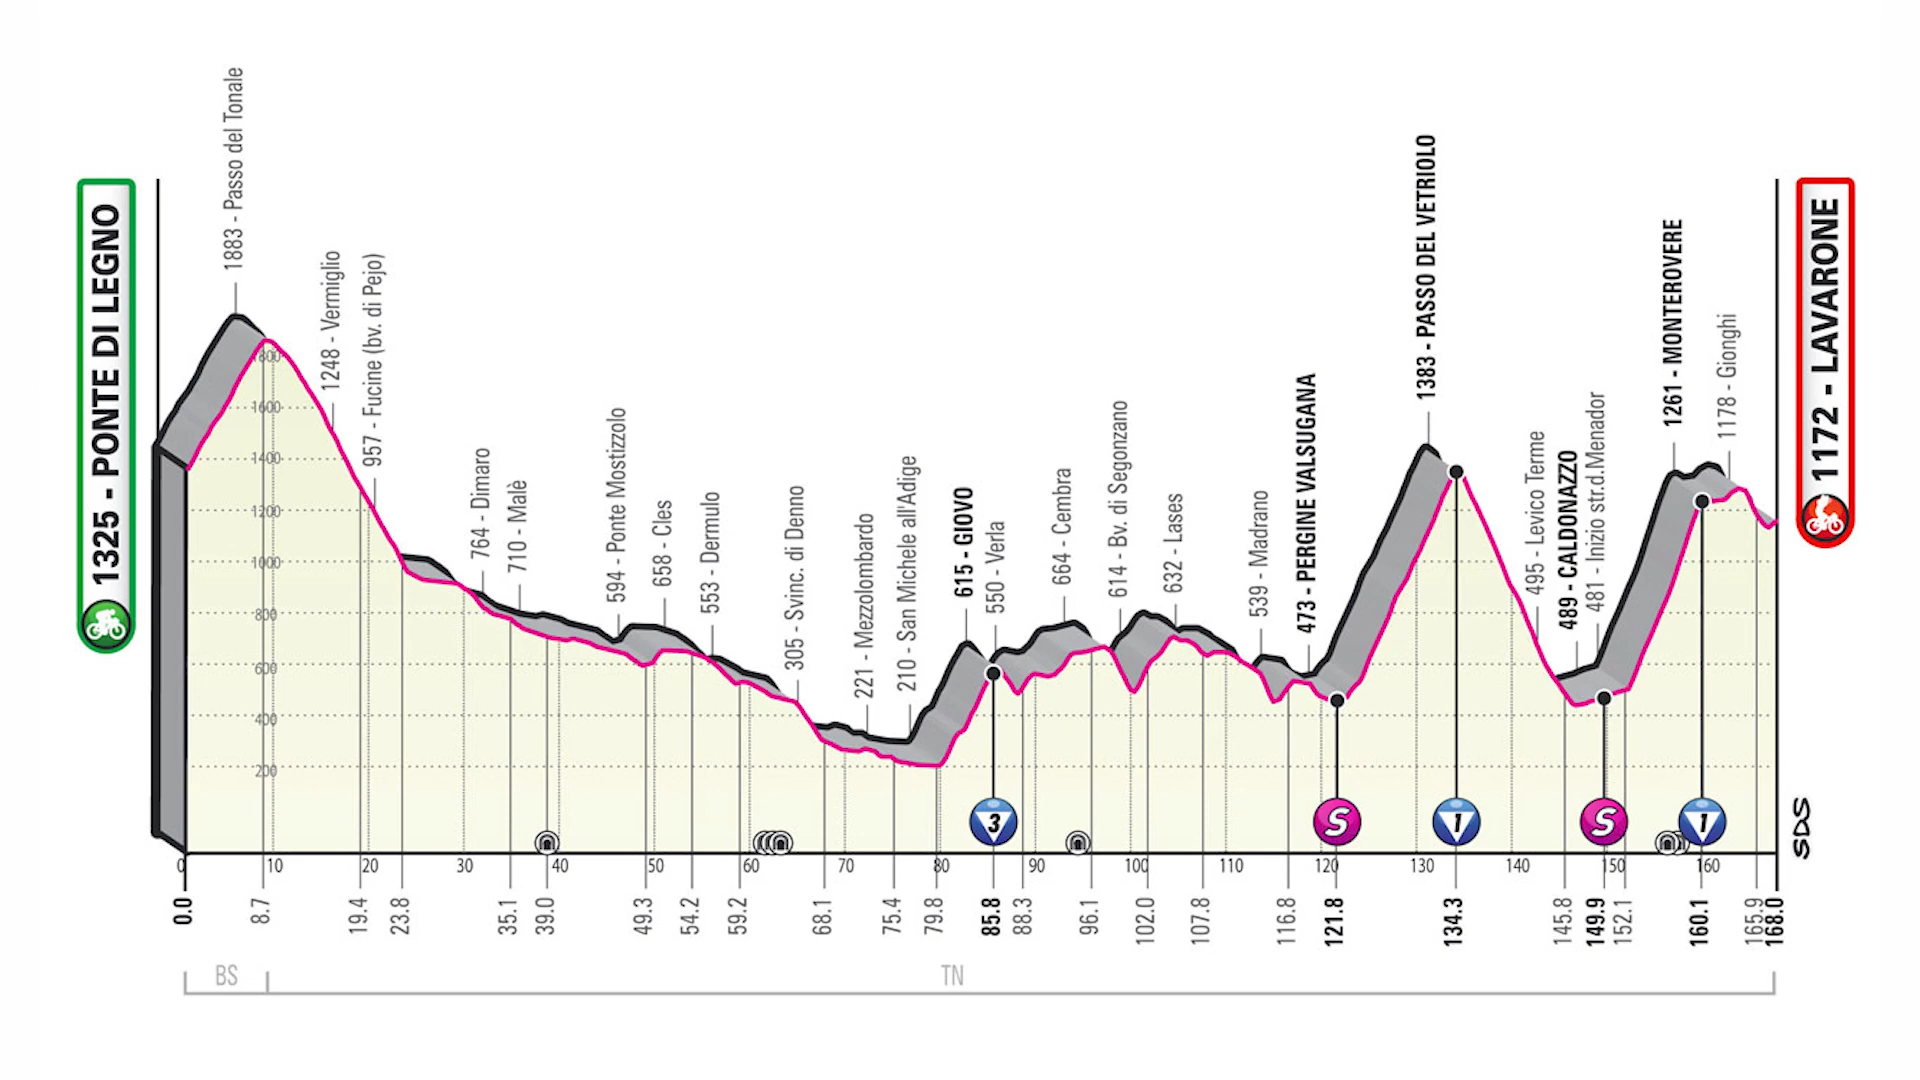 1325 - PONTE DI LEGNO
1883 - Passo del Tonale
1248 - Vermiglio
957 - Fucine (bv. di Pejo)
764 - Dimaro
710 - Malè
594 - Ponte Mostizzolo
658 - Cles
553 - Dermulo
305 - Svinc. di Denno
221 - Mezzolombardo
210 - San Michele all'Adige
615 - GIOVO
550 - Verla
664 - Cembra
614 - Bv. di Segonzano
632 - Lases
539 - Madrano
473 - PERGINE VALSUGANA
1383 - PASSO DEL VETRIOLO
495 - Levico Terme
489 - CALDONAZZO
481 - Inizio str.d.Menador
1261 - MONTEROVERE
1178 - Gionghi
1172 - LAVARONE
1800
1600
1400
1200
1000
800
600
400
200
3
S
1
S
1
SDS
0 10 20 30 40 50 60 70 80 90 100 110 120 130 140 150 160
0.0 8.7 19.4 23.8 35.1 39.0 49.3 54.2 59.2 68.1 75.4 79.8 85.8 88.3 96.1 102.0 107.8 116.8 121.8 134.3 145.8 149.9 152.1 160.1 165.9 168.0
BS TN